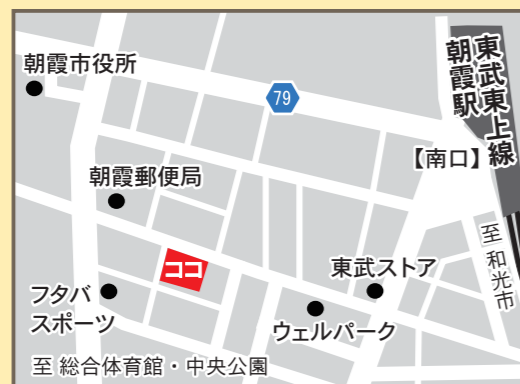 朝霞市役所
79
東武東上線
朝霞駅
【南口】
朝霞郵便局
ココ
至 和光市
東武ストア
フタバ
スポーツ
ウェルパーク
至 総合体育館・中央公園